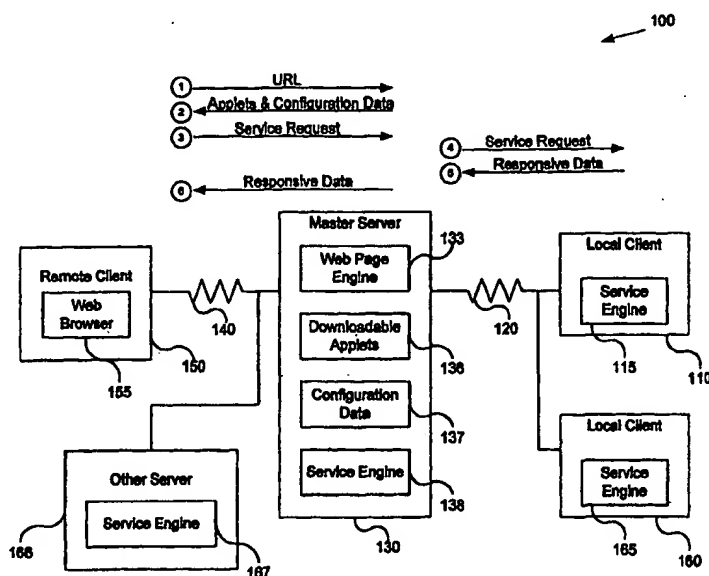 100
1 URL
2 Applets & Configuration Data
3 Service Request
4 Service Request
5 Responsive Data
6 Responsive Data
Master Server
Web Page
Engine
133
Downloadable
Applets
136
Configuration
Data
137
Service Engine
138
130
Remote Client
Web
Browser
155
150
140
120
Local Client
Service
Engine
115
110
Local Client
Service
Engine
165
160
Other Server
Service Engine
166
167